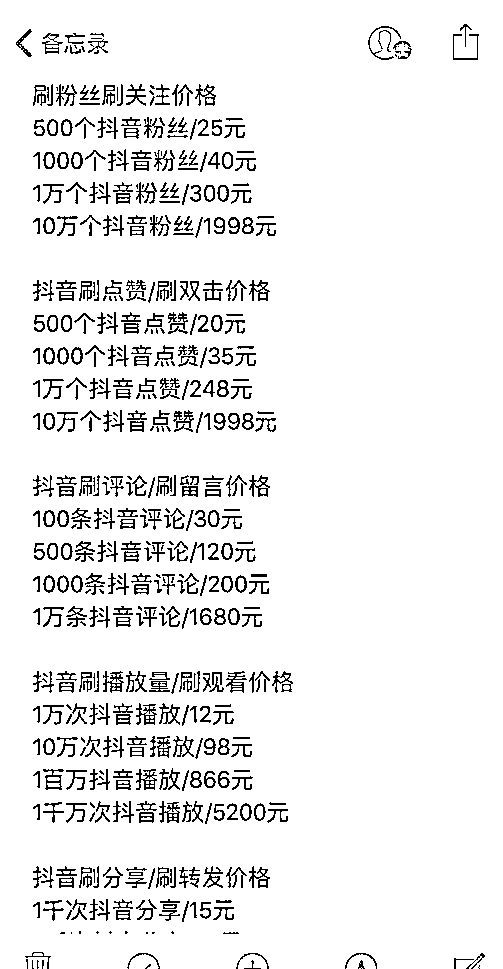 备忘录
刷粉丝刷关注价格
500个抖音粉丝/25元
1000个抖音粉丝/40元
1万个抖音粉丝/300元
10万个抖音粉丝/1998元
抖音刷点赞/刷双击价格
500个抖音点赞/20元
1000个抖音点赞/35元
1万个抖音点赞/248元
10万个抖音点赞/1998元
抖音刷评论/刷留言价格
100条抖音评论/30元
500条抖音评论/120元
1000条抖音评论/200元
1万条抖音评论/1680元
抖音刷播放量/刷观看价格
1万次抖音播放/12元
10万次抖音播放/98元
1百万抖音播放/866元
1千万次抖音播放/5200元
抖音刷分享/刷转发价格
1千次抖音分享/15元